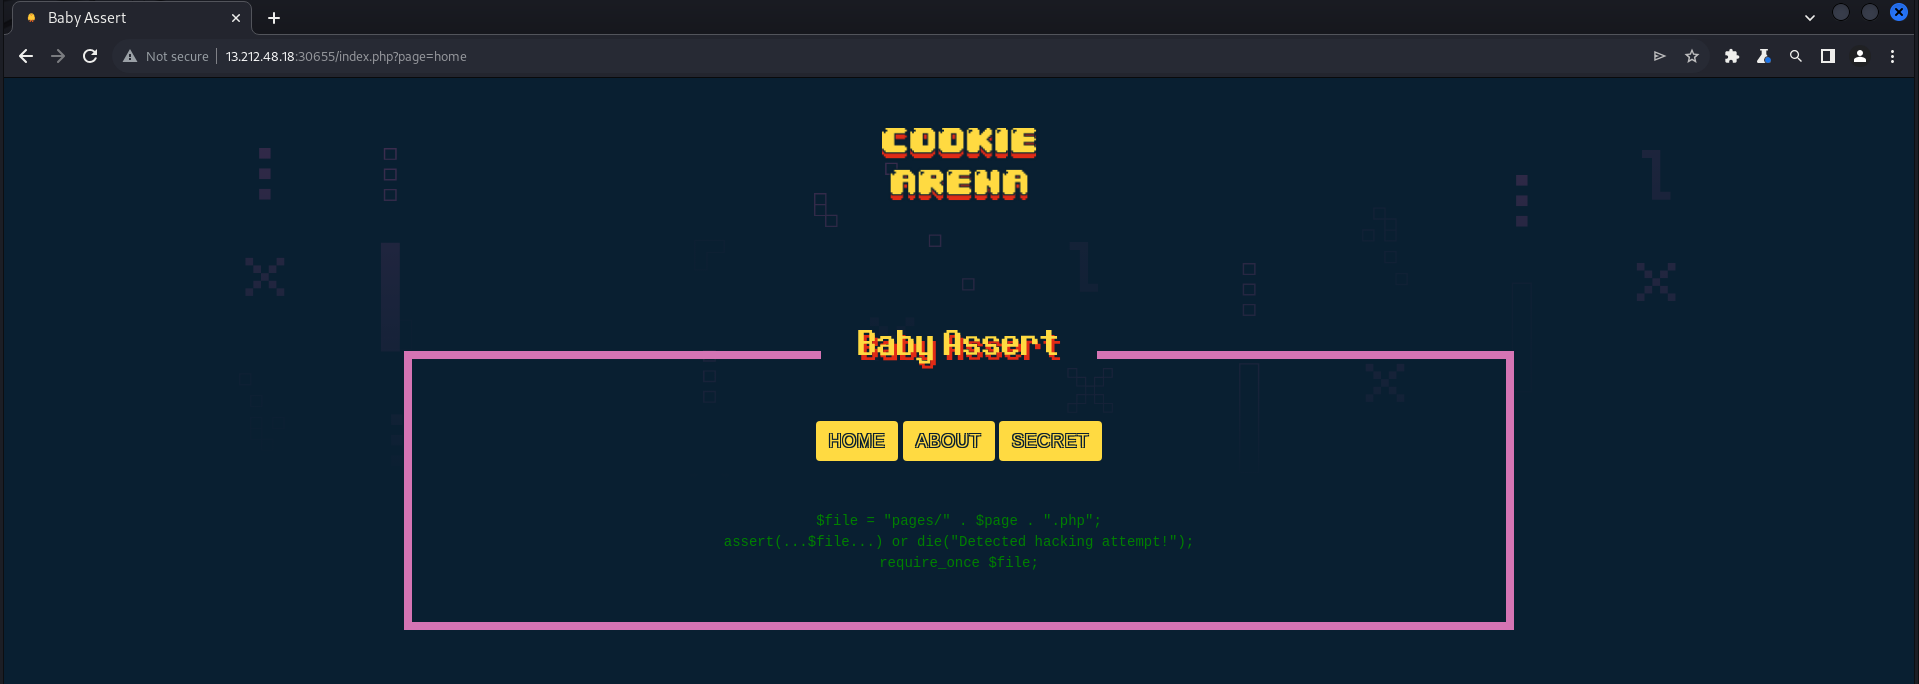 Baby Assert
Not secure 13.212.48.18:30655/index.php?page=home
COOKIE
ARENA
Baby Assert
HOME ABOUT SECRET
$file = "pages/" . $page . ".php";
assert(...$file...) or die("Detected hacking attempt!");
require_once $file;